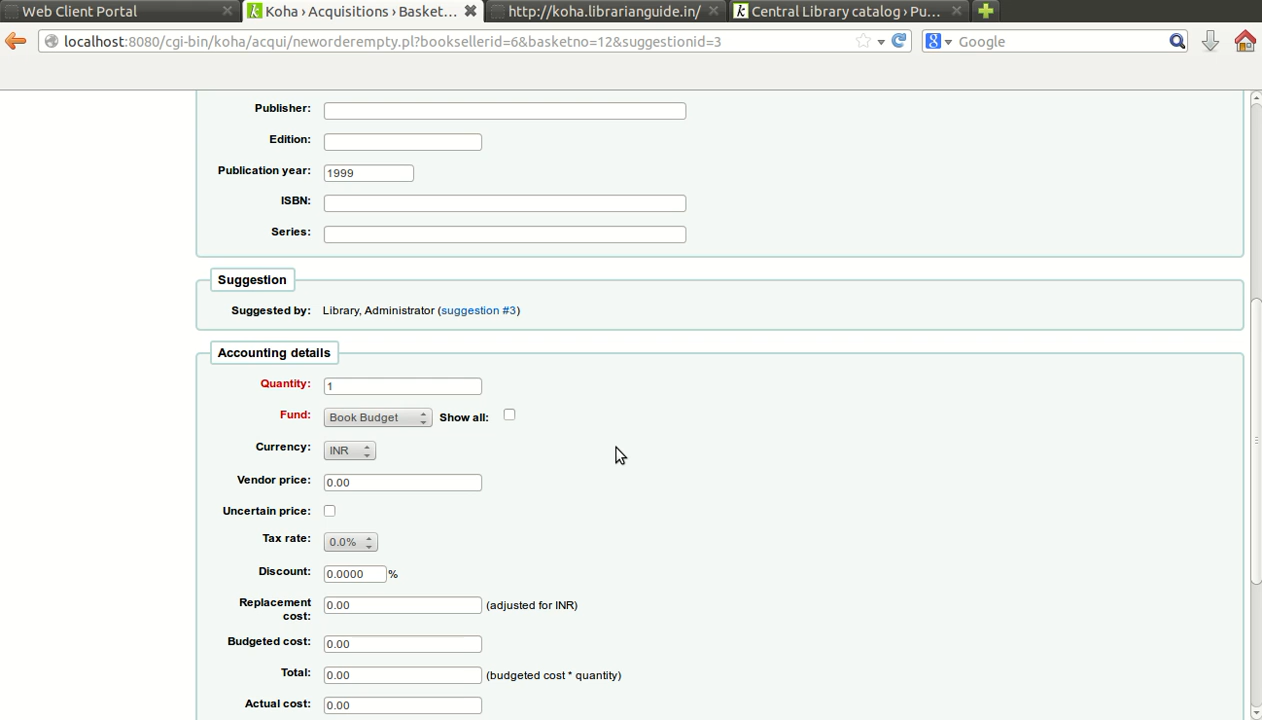 Web Client Portal
Koha › Acquisitions › Basket...
http://koha.librarianguide.in/
Central Library catalog › Pu...
localhost:8080/cgi-bin/koha/acqui/neworderempty.pl?booksellerid=6&basketno=12&suggestionid=3
Google
Publisher:
Edition:
Publication year: 1999
ISBN:
Series:
Suggestion
Suggested by: Library, Administrator (suggestion #3)
Accounting details
Quantity: 1
Fund: Book Budget Show all:
Currency: INR
Vendor price: 0.00
Uncertain price:
Tax rate: 0.0%
Discount: 0.0000 %
Replacement
cost: 0.00 (adjusted for INR)
Budgeted cost: 0.00
Total: 0.00 (budgeted cost * quantity)
Actual cost: 0.00